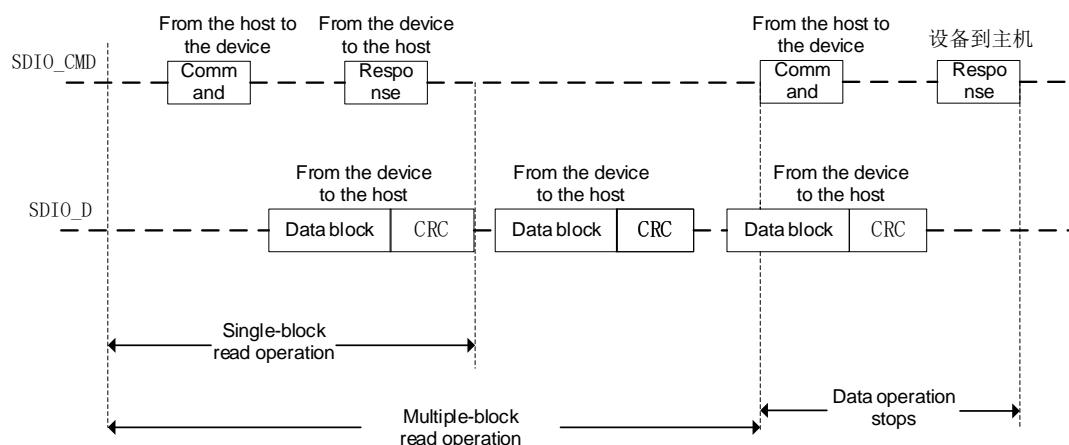 From the host to
the device
From the device
to the host
From the host to
the device
设备到主机
SDIO_CMD
Comm
and
Respo
nse
Comm
and
Respo
nse
From the device
to the host
From the device
to the host
From the device
to the host
SDIO_D
Data block
CRC
Data block
CRC
Data block
CRC
Single-block
read operation
Data operation
stops
Multiple-block
read operation